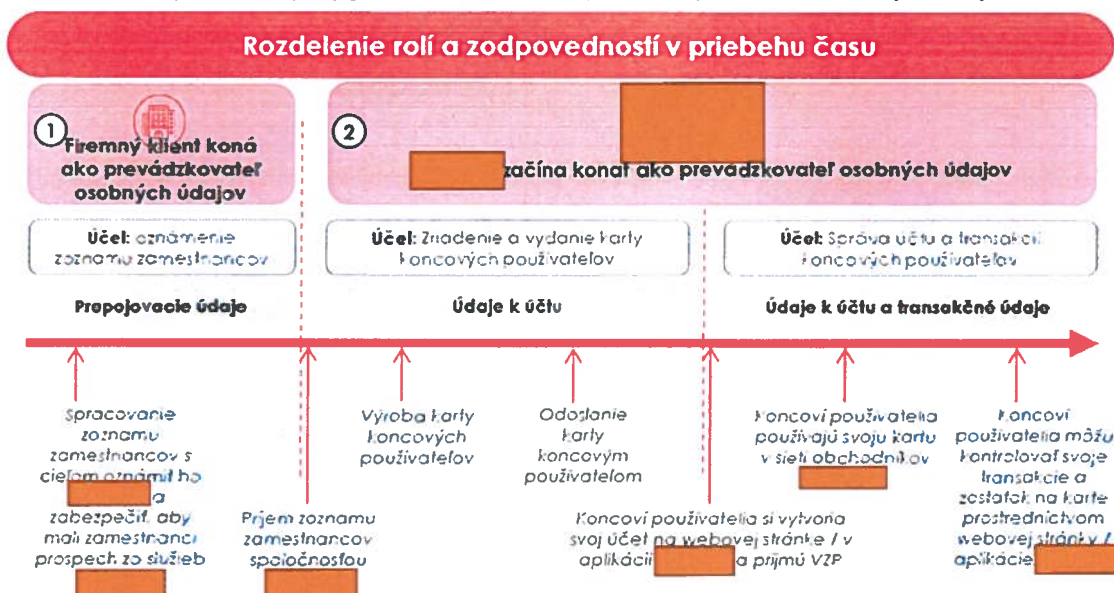 Rozdelenie rolí a zodpovedností v priebehu času
1
Firemný klient koná
ako prevádzkovateľ
osobných údajov
2
začína konať ako prevádzkovateľ osobných údajov
Účel: oznámenie
zoznamu zamestnancov
Účel: Zriadenie a vydanie karty
koncových používateľov
Účel: Správa účtu a transakcií
koncových používateľov
Prepojovacie údaje
Údaje k účtu
Údaje k účtu a transakčné údaje
Spracovanie
zoznamu
zamestnancov s
cieľom oznámiť ho
a
zabezpečiť, aby
mali zamestnanci
prospech zo služieb
Príjem zoznamu
zamestnancov
spoločnosťou
Výroba karty
koncových
používateľov
Odoslanie
karty
koncovým
používateľom
Koncoví používatelia si vytvoria
svoj účet na webovej stránke / v
aplikácii a prijmú VZP
Koncoví používatelia
používajú svoju kartu
v sieti obchodníkov
Koncoví
používatelia môžu
kontrolovať svoje
transakcie a
zostatok na karte
prostredníctvom
webovej stránky /
aplikácie